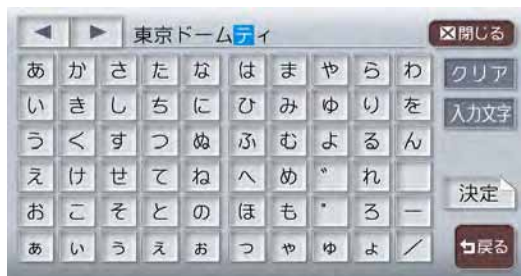 ◀ ▶ 東京ドームティ ☒閉じる
あ か さ た な は ま や ら わ クリア
い き し ち に ひ み ゆ り を 入力文字
う く す つ ぬ ふ む よ る ん
え け せ て ね へ め ゛ れ
お こ そ と の ほ も ゜ ろ ー 決定
ぁ ぃ ぅ ぇ ぉ っ ゃ ゅ ょ ／ 戻る